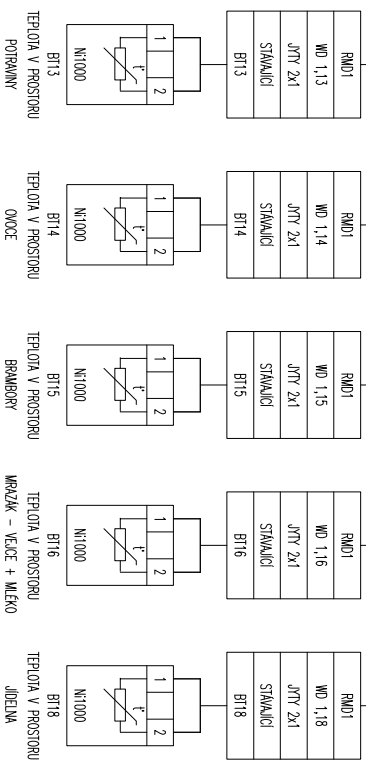 RMD1
WD 1,13
JYTY 2x1
STÁVAJÍCÍ
BT13
1
2
t°
Ni1000
BT13
TEPLOTA V PROSTORU
POTRAVINY
RMD1
WD 1,14
JYTY 2x1
STÁVAJÍCÍ
BT14
1
2
t°
Ni1000
BT14
TEPLOTA V PROSTORU
OVOCE
RMD1
WD 1,15
JYTY 2x1
STÁVAJÍCÍ
BT15
1
2
t°
Ni1000
BT15
TEPLOTA V PROSTORU
BRAMBORY
RMD1
WD 1,16
JYTY 2x1
STÁVAJÍCÍ
BT16
1
2
t°
Ni1000
BT16
TEPLOTA V PROSTORU
MRAZÁK – VEJCE + MLÉKO
RMD1
WD 1,18
JYTY 2x1
STÁVAJÍCÍ
BT18
1
2
t°
Ni1000
BT18
TEPLOTA V PROSTORU
JÍDELNA